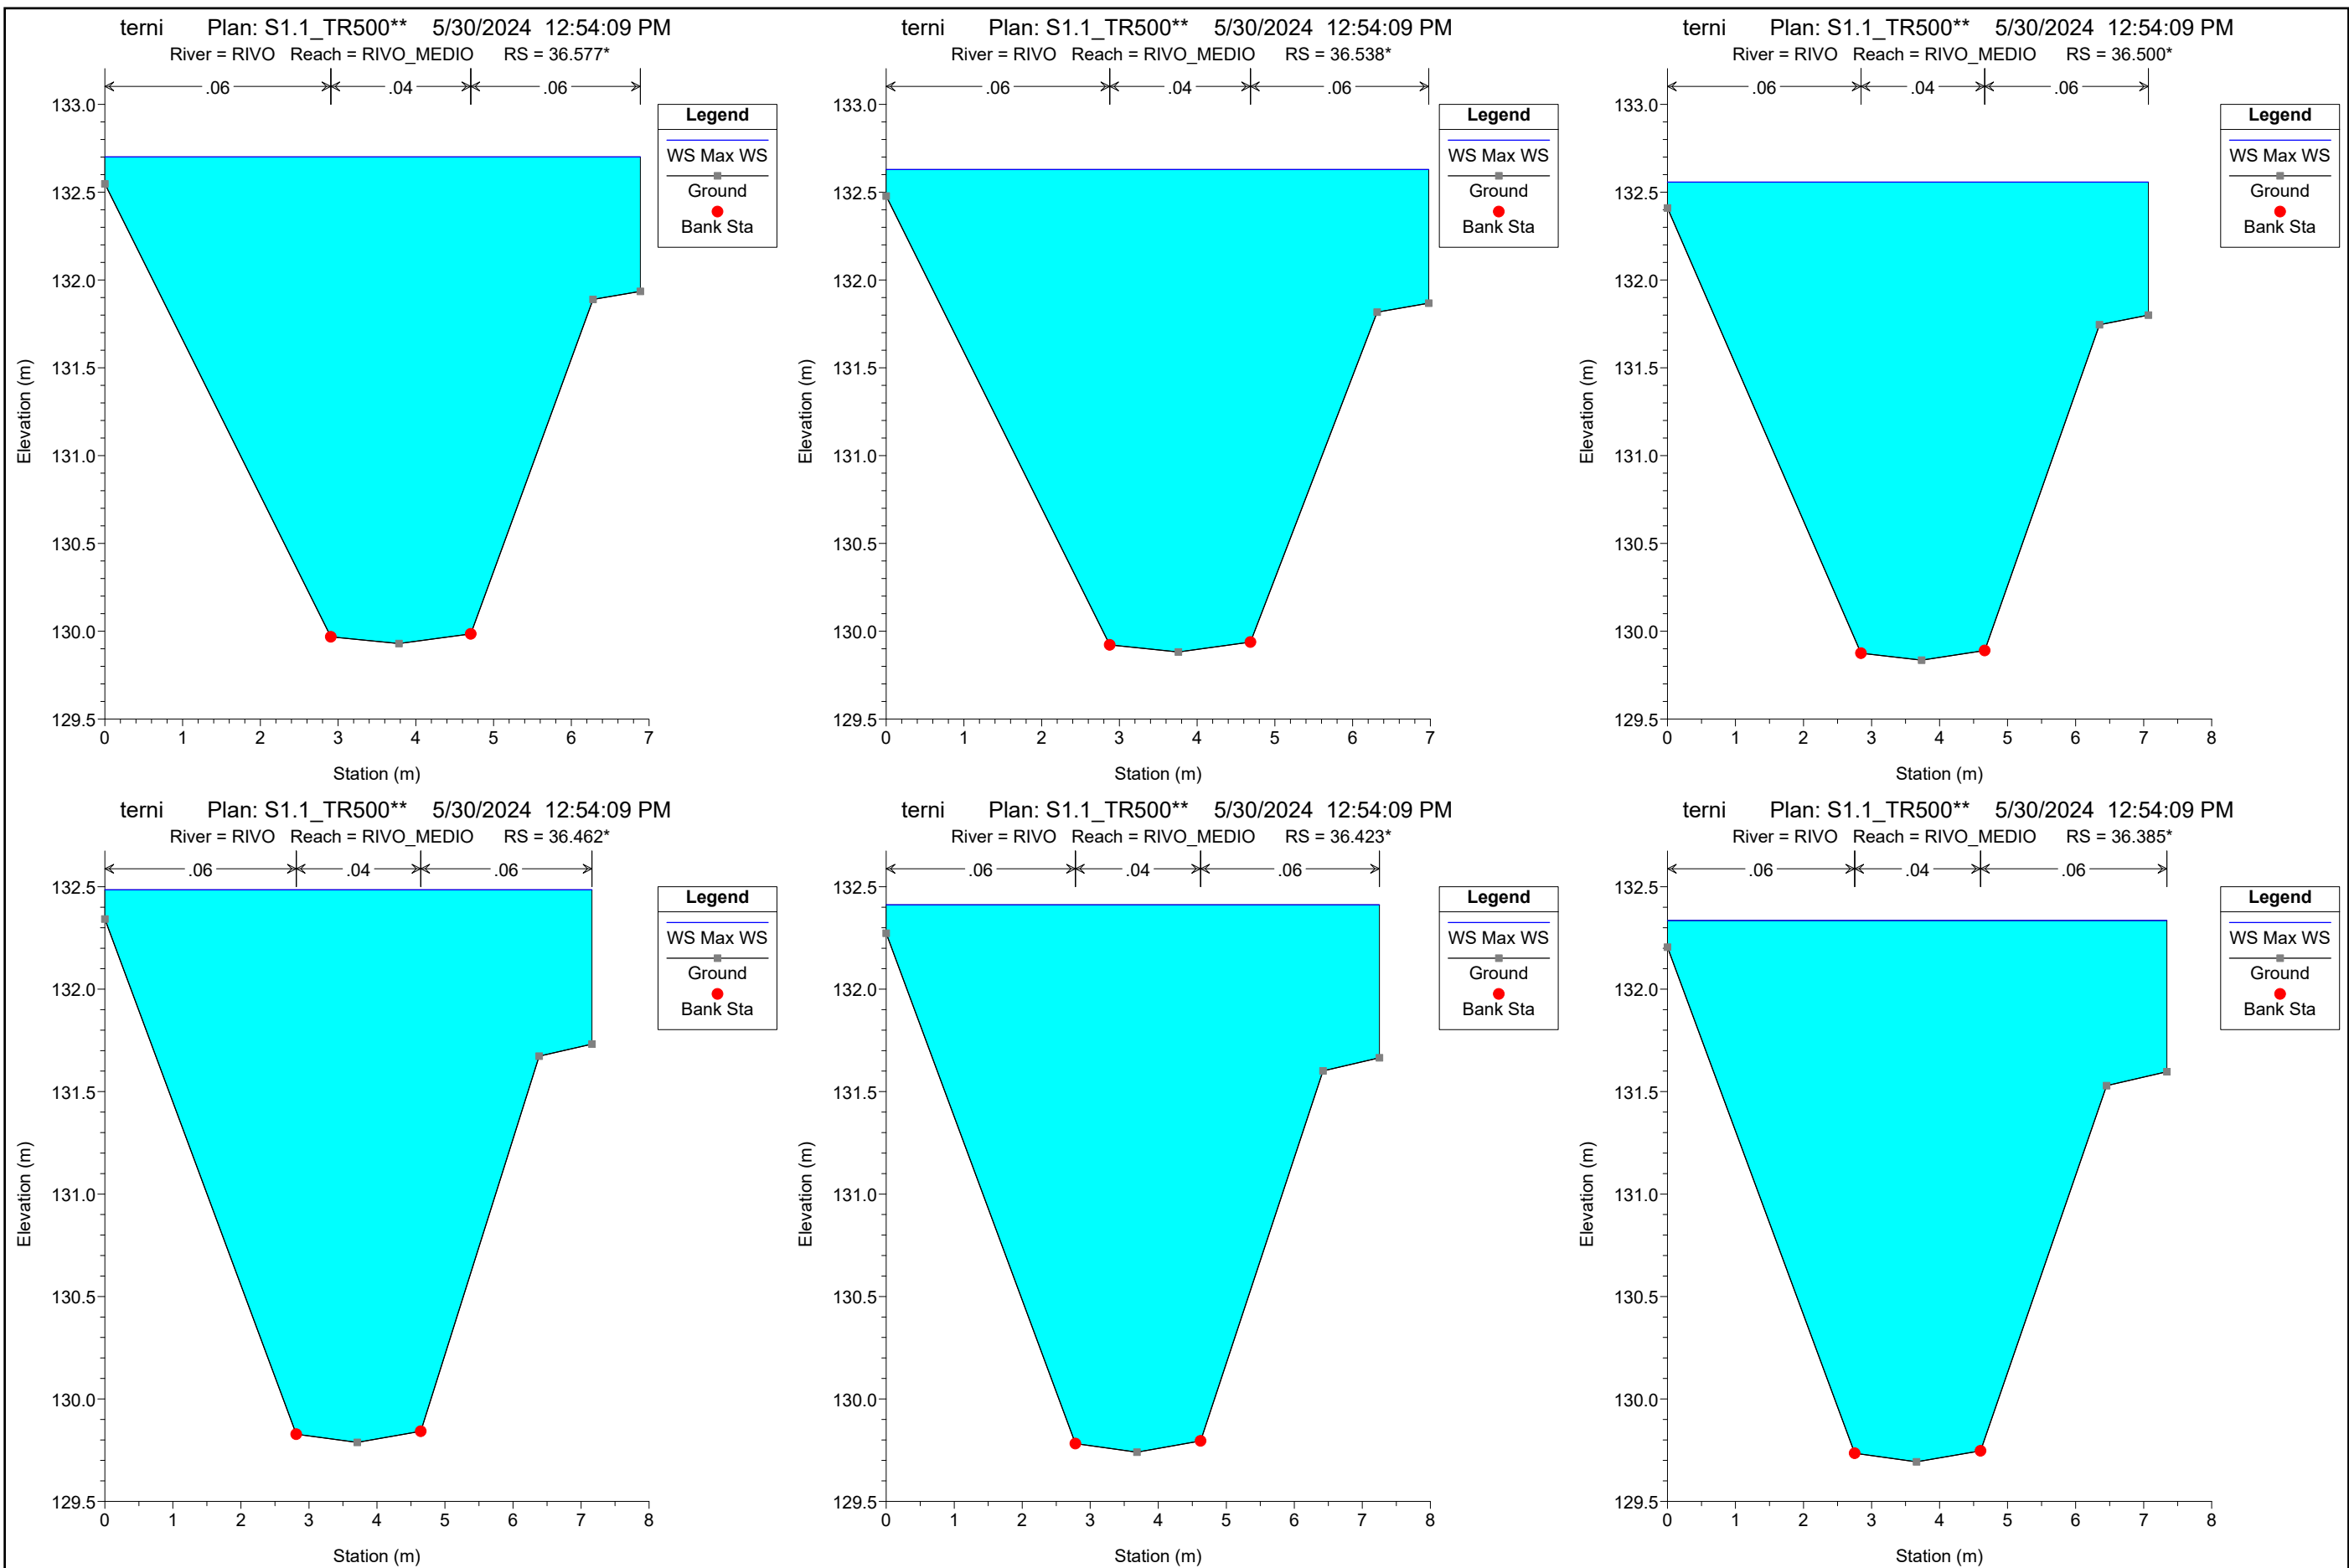 terni Plan: S1.1_TR500** 5/30/2024 12:54:09 PM
River = RIVO Reach = RIVO_MEDIO RS = 36.577*
.06 .04 .06
Legend
WS Max WS
Ground
Bank Sta
133.0
132.5
132.0
131.5
131.0
130.5
130.0
129.5
Elevation (m)
0 1 2 3 4 5 6 7
Station (m)
terni Plan: S1.1_TR500** 5/30/2024 12:54:09 PM
River = RIVO Reach = RIVO_MEDIO RS = 36.538*
.06 .04 .06
Legend
WS Max WS
Ground
Bank Sta
133.0
132.5
132.0
131.5
131.0
130.5
130.0
129.5
Elevation (m)
0 1 2 3 4 5 6 7
Station (m)
terni Plan: S1.1_TR500** 5/30/2024 12:54:09 PM
River = RIVO Reach = RIVO_MEDIO RS = 36.500*
.06 .04 .06
Legend
WS Max WS
Ground
Bank Sta
133.0
132.5
132.0
131.5
131.0
130.5
130.0
129.5
Elevation (m)
0 1 2 3 4 5 6 7 8
Station (m)
terni Plan: S1.1_TR500** 5/30/2024 12:54:09 PM
River = RIVO Reach = RIVO_MEDIO RS = 36.462*
.06 .04 .06
Legend
WS Max WS
Ground
Bank Sta
132.5
132.0
131.5
131.0
130.5
130.0
129.5
Elevation (m)
0 1 2 3 4 5 6 7 8
Station (m)
terni Plan: S1.1_TR500** 5/30/2024 12:54:09 PM
River = RIVO Reach = RIVO_MEDIO RS = 36.423*
.06 .04 .06
Legend
WS Max WS
Ground
Bank Sta
132.5
132.0
131.5
131.0
130.5
130.0
129.5
Elevation (m)
0 1 2 3 4 5 6 7 8
Station (m)
terni Plan: S1.1_TR500** 5/30/2024 12:54:09 PM
River = RIVO Reach = RIVO_MEDIO RS = 36.385*
.06 .04 .06
Legend
WS Max WS
Ground
Bank Sta
132.5
132.0
131.5
131.0
130.5
130.0
129.5
Elevation (m)
0 1 2 3 4 5 6 7 8
Station (m)